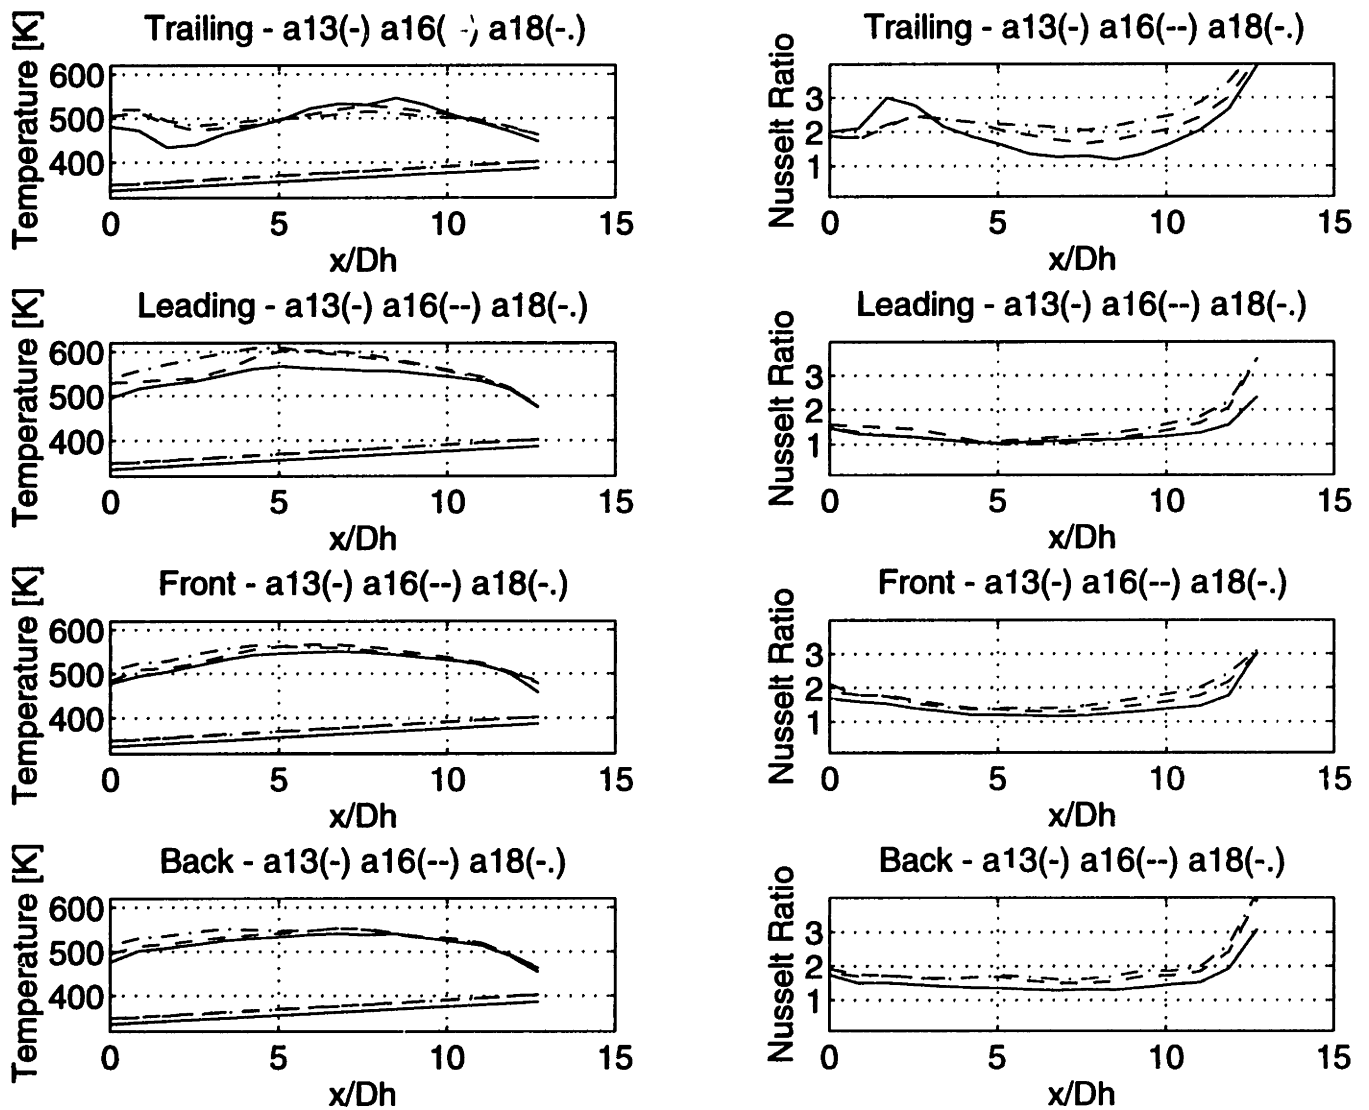 Trailing - a13(-) a16( -) a18(-.)
Temperature [K]
600
500
400
0 5 10 15
x/Dh
Trailing - a13(-) a16(--) a18(-.)
Nusselt Ratio
3
2
1
0 5 10 15
x/Dh
Leading - a13(-) a16(--) a18(-.)
Temperature [K]
600
500
400
0 5 10 15
x/Dh
Leading - a13(-) a16(--) a18(-.)
Nusselt Ratio
3
2
1
0 5 10 15
x/Dh
Front - a13(-) a16(--) a18(-.)
Temperature [K]
600
500
400
0 5 10 15
x/Dh
Front - a13(-) a16(--) a18(-.)
Nusselt Ratio
3
2
1
0 5 10 15
x/Dh
Back - a13(-) a16(--) a18(-.)
Temperature [K]
600
500
400
0 5 10 15
x/Dh
Back - a13(-) a16(--) a18(-.)
Nusselt Ratio
3
2
1
0 5 10 15
x/Dh